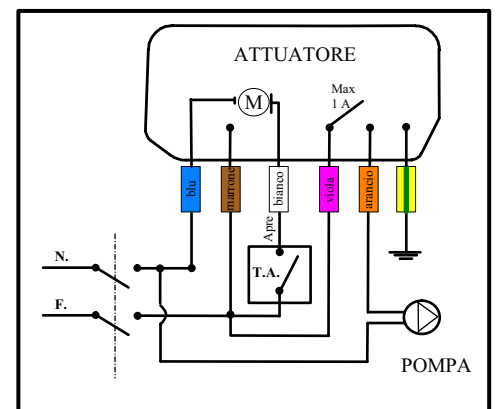 ATTUATORE
M
Max
1 A
blu
marrone
bianco
viola
arancio
Apre
N.
T.A.
F.
POMPA